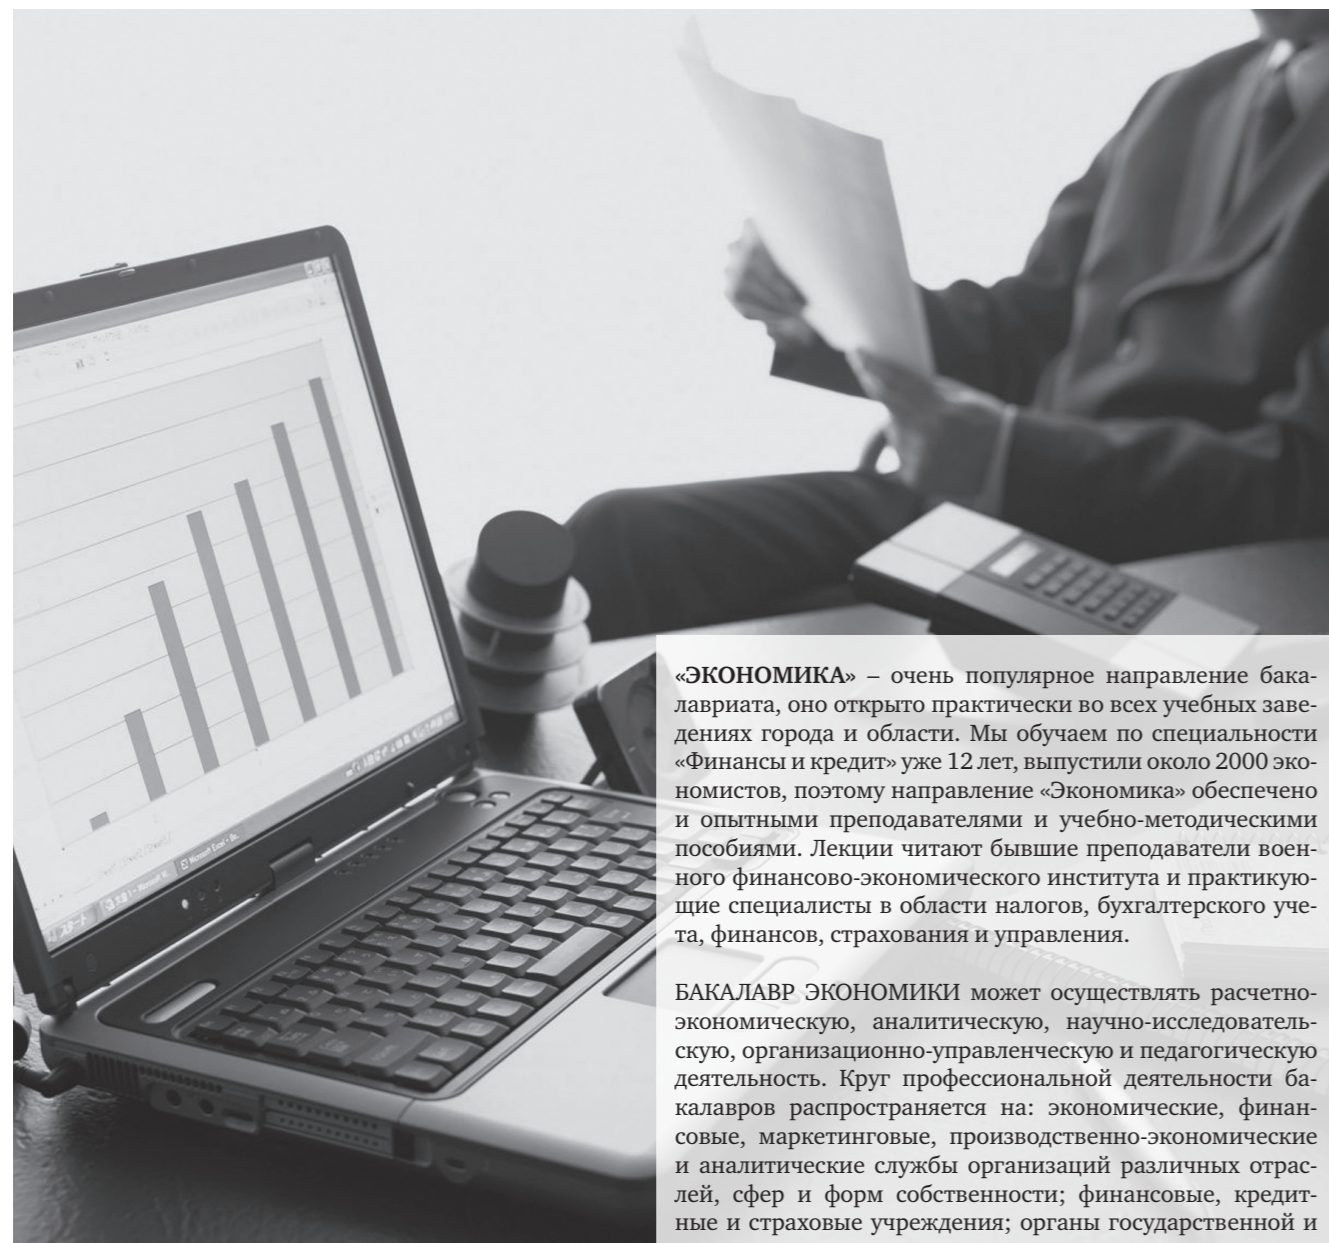 «ЭКОНОМИКА» – очень популярное направление бака-
лавриата, оно открыто практически во всех учебных заве-
дениях города и области. Мы обучаем по специальности
«Финансы и кредит» уже 12 лет, выпустили около 2000 эко-
номистов, поэтому направление «Экономика» обеспечено
и опытными преподавателями и учебно-методическими
пособиями. Лекции читают бывшие преподаватели воен-
ного финансово-экономического института и практикую-
щие специалисты в области налогов, бухгалтерского уче-
та, финансов, страхования и управления.
БАКАЛАВР ЭКОНОМИКИ может осуществлять расчетно-
экономическую, аналитическую, научно-исследователь-
скую, организационно-управленческую и педагогическую
деятельность. Круг профессиональной деятельности ба-
калавров распространяется на: экономические, финан-
совые, маркетинговые, производственно-экономические
и аналитические службы организаций различных отрас-
лей, сфер и форм собственности; финансовые, кредит-
ные и страховые учреждения; органы государственной и